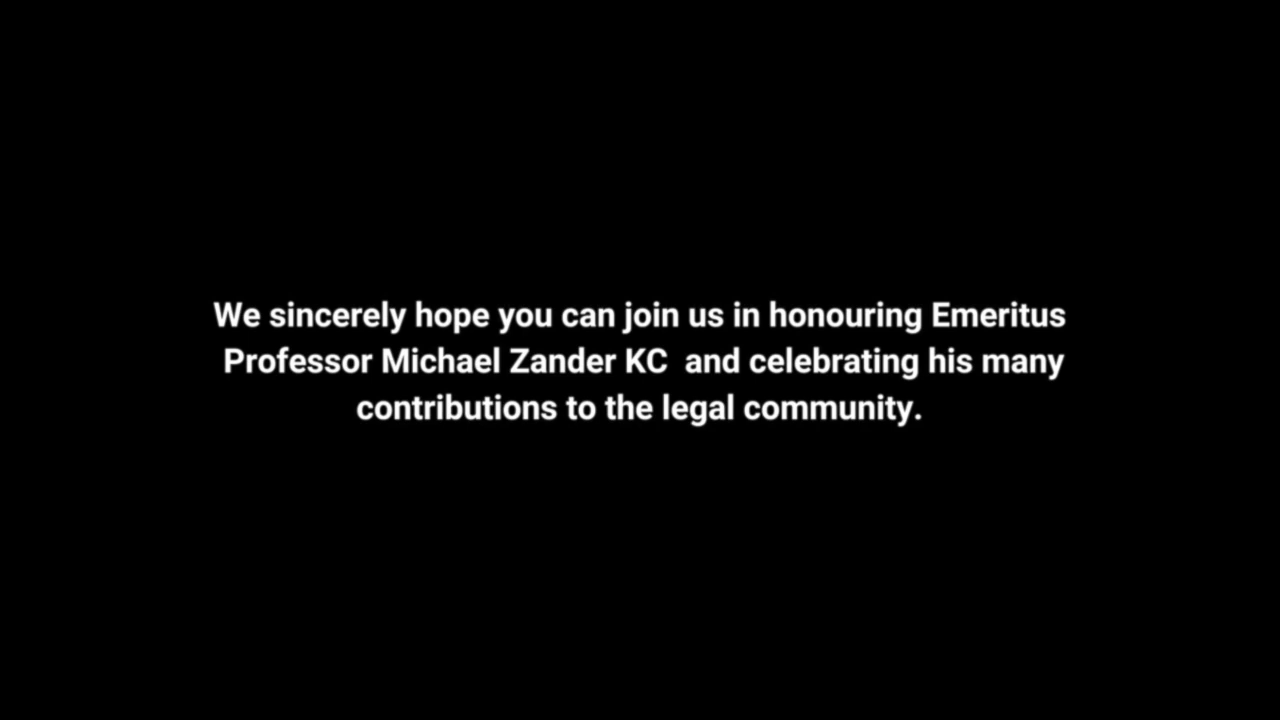 We sincerely hope you can join us in honouring Emeritus
Professor Michael Zander KC  and celebrating his many
contributions to the legal community.